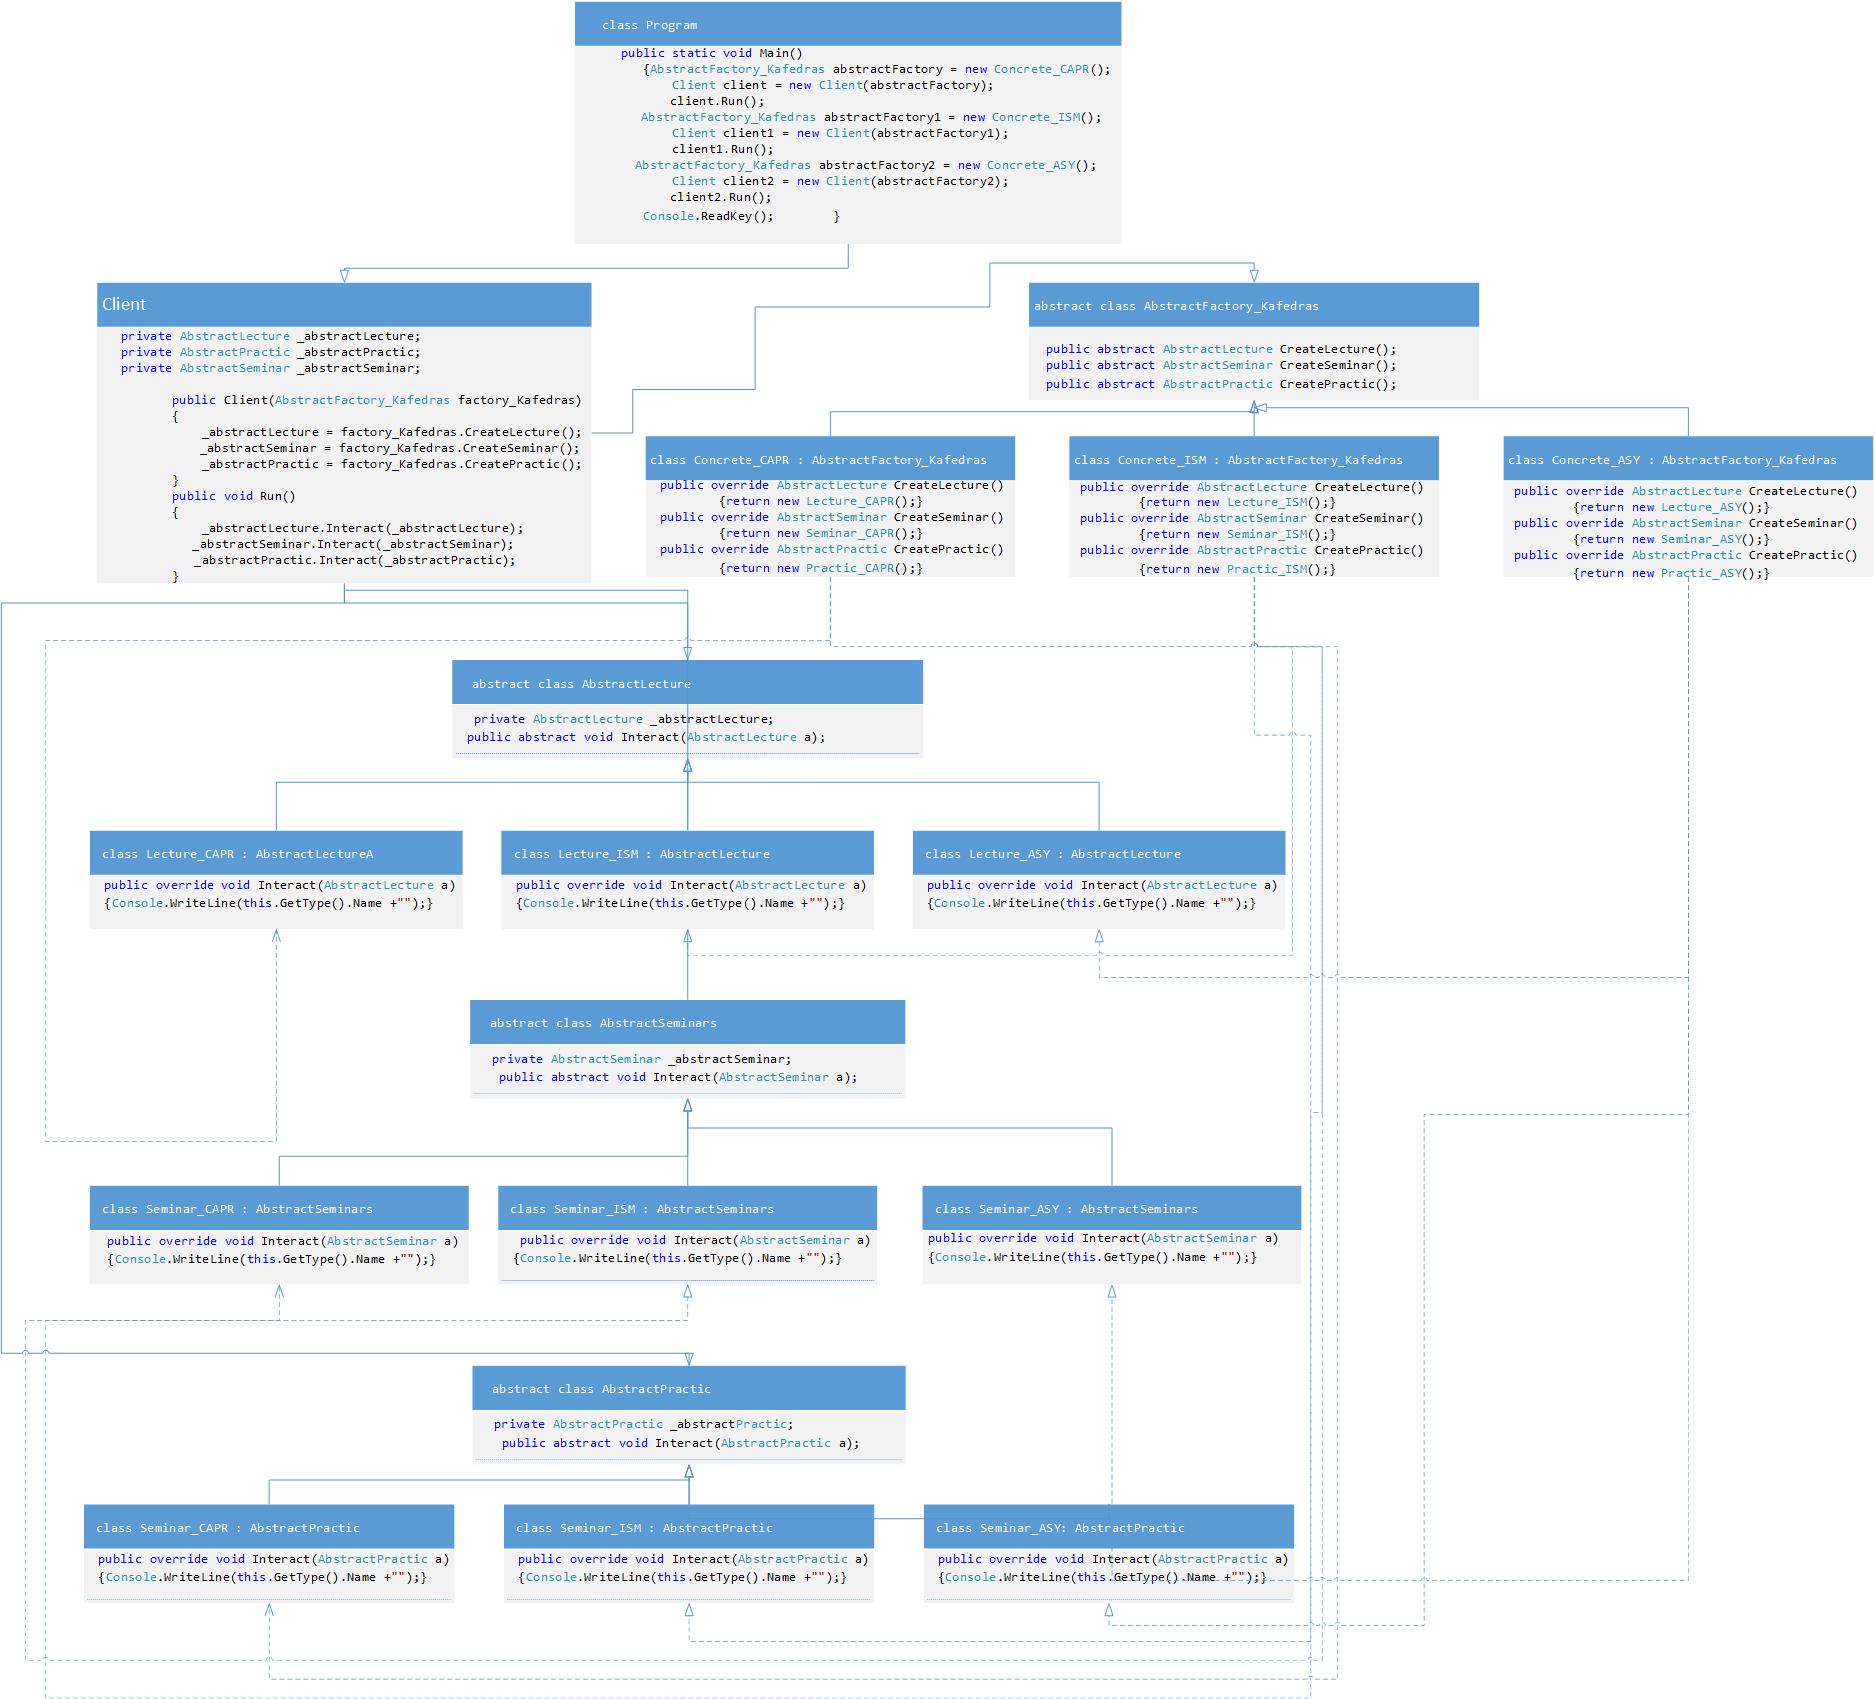 class Program
public static void Main()
{AbstractFactory_Kafedras abstractFactory = new Concrete_CAPR();
Client client = new Client(abstractFactory);
client.Run();
AbstractFactory_Kafedras abstractFactory1 = new Concrete_ISM();
Client client1 = new Client(abstractFactory1);
client1.Run();
AbstractFactory_Kafedras abstractFactory2 = new Concrete_ASY();
Client client2 = new Client(abstractFactory2);
client2.Run();
Console.ReadKey(); }
Client
private AbstractLecture _abstractLecture;
private AbstractPractic _abstractPractic;
private AbstractSeminar _abstractSeminar;
public Client(AbstractFactory_Kafedras factory_Kafedras)
{
_abstractLecture = factory_Kafedras.CreateLecture();
_abstractSeminar = factory_Kafedras.CreateSeminar();
_abstractPractic = factory_Kafedras.CreatePractic();
}
public void Run()
{
_abstractLecture.Interact(_abstractLecture);
_abstractSeminar.Interact(_abstractSeminar);
_abstractPractic.Interact(_abstractPractic);
}
abstract class AbstractFactory_Kafedras
public abstract AbstractLecture CreateLecture();
public abstract AbstractSeminar CreateSeminar();
public abstract AbstractPractic CreatePractic();
class Concrete_CAPR : AbstractFactory_Kafedras
public override AbstractLecture CreateLecture()
{return new Lecture_CAPR();}
public override AbstractSeminar CreateSeminar()
{return new Seminar_CAPR();}
public override AbstractPractic CreatePractic()
{return new Practic_CAPR();}
class Concrete_ISM : AbstractFactory_Kafedras
public override AbstractLecture CreateLecture()
{return new Lecture_ISM();}
public override AbstractSeminar CreateSeminar()
{return new Seminar_ISM();}
public override AbstractPractic CreatePractic()
{return new Practic_ISM();}
class Concrete_ASY : AbstractFactory_Kafedras
public override AbstractLecture CreateLecture()
{return new Lecture_ASY();}
public override AbstractSeminar CreateSeminar()
{return new Seminar_ASY();}
public override AbstractPractic CreatePractic()
{return new Practic_ASY();}
abstract class AbstractLecture
private AbstractLecture _abstractLecture;
public abstract void Interact(AbstractLecture a);
class Lecture_CAPR : AbstractLectureA
public override void Interact(AbstractLecture a)
{Console.WriteLine(this.GetType().Name +"");}
class Lecture_ISM : AbstractLecture
public override void Interact(AbstractLecture a)
{Console.WriteLine(this.GetType().Name +"");}
class Lecture_ASY : AbstractLecture
public override void Interact(AbstractLecture a)
{Console.WriteLine(this.GetType().Name +"");}
abstract class AbstractSeminars
private AbstractSeminar _abstractSeminar;
public abstract void Interact(AbstractSeminar a);
class Seminar_CAPR : AbstractSeminars
public override void Interact(AbstractSeminar a)
{Console.WriteLine(this.GetType().Name +"");}
class Seminar_ISM : AbstractSeminars
public override void Interact(AbstractSeminar a)
{Console.WriteLine(this.GetType().Name +"");}
class Seminar_ASY : AbstractSeminars
public override void Interact(AbstractSeminar a)
{Console.WriteLine(this.GetType().Name +"");}
abstract class AbstractPractic
private AbstractPractic _abstractPractic;
public abstract void Interact(AbstractPractic a);
class Seminar_CAPR : AbstractPractic
public override void Interact(AbstractPractic a)
{Console.WriteLine(this.GetType().Name +"");}
class Seminar_ISM : AbstractPractic
public override void Interact(AbstractPractic a)
{Console.WriteLine(this.GetType().Name +"");}
class Seminar_ASY: AbstractPractic
public override void Interact(AbstractPractic a)
{Console.WriteLine(this.GetType().Name +"");}